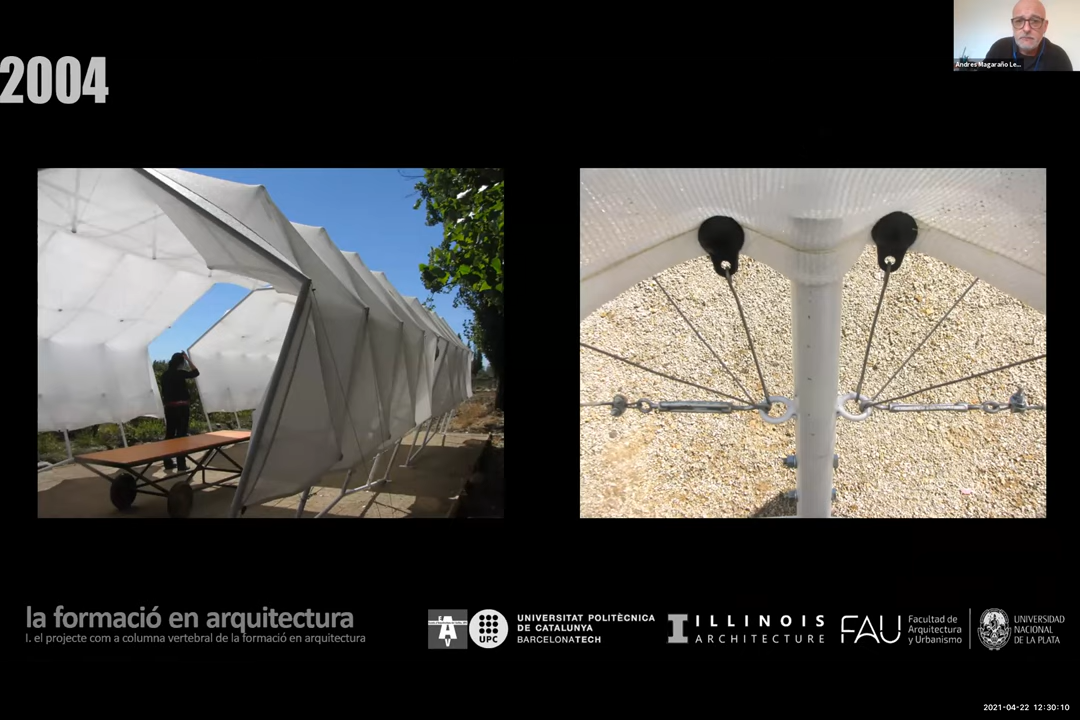 Andres Magaraño Le...
2004
la formació en arquitectura
I. el projecte com a columna vertebral de la formació en arquitectura
UPC
UNIVERSITAT POLITÈCNICA
DE CATALUNYA
BARCELONATECH
ILLINOIS
ARCHITECTURE
FAU
Facultad de
Arquitectura
y Urbanismo
UNIVERSIDAD
NACIONAL
DE LA PLATA
2021-04-22 12:30:10